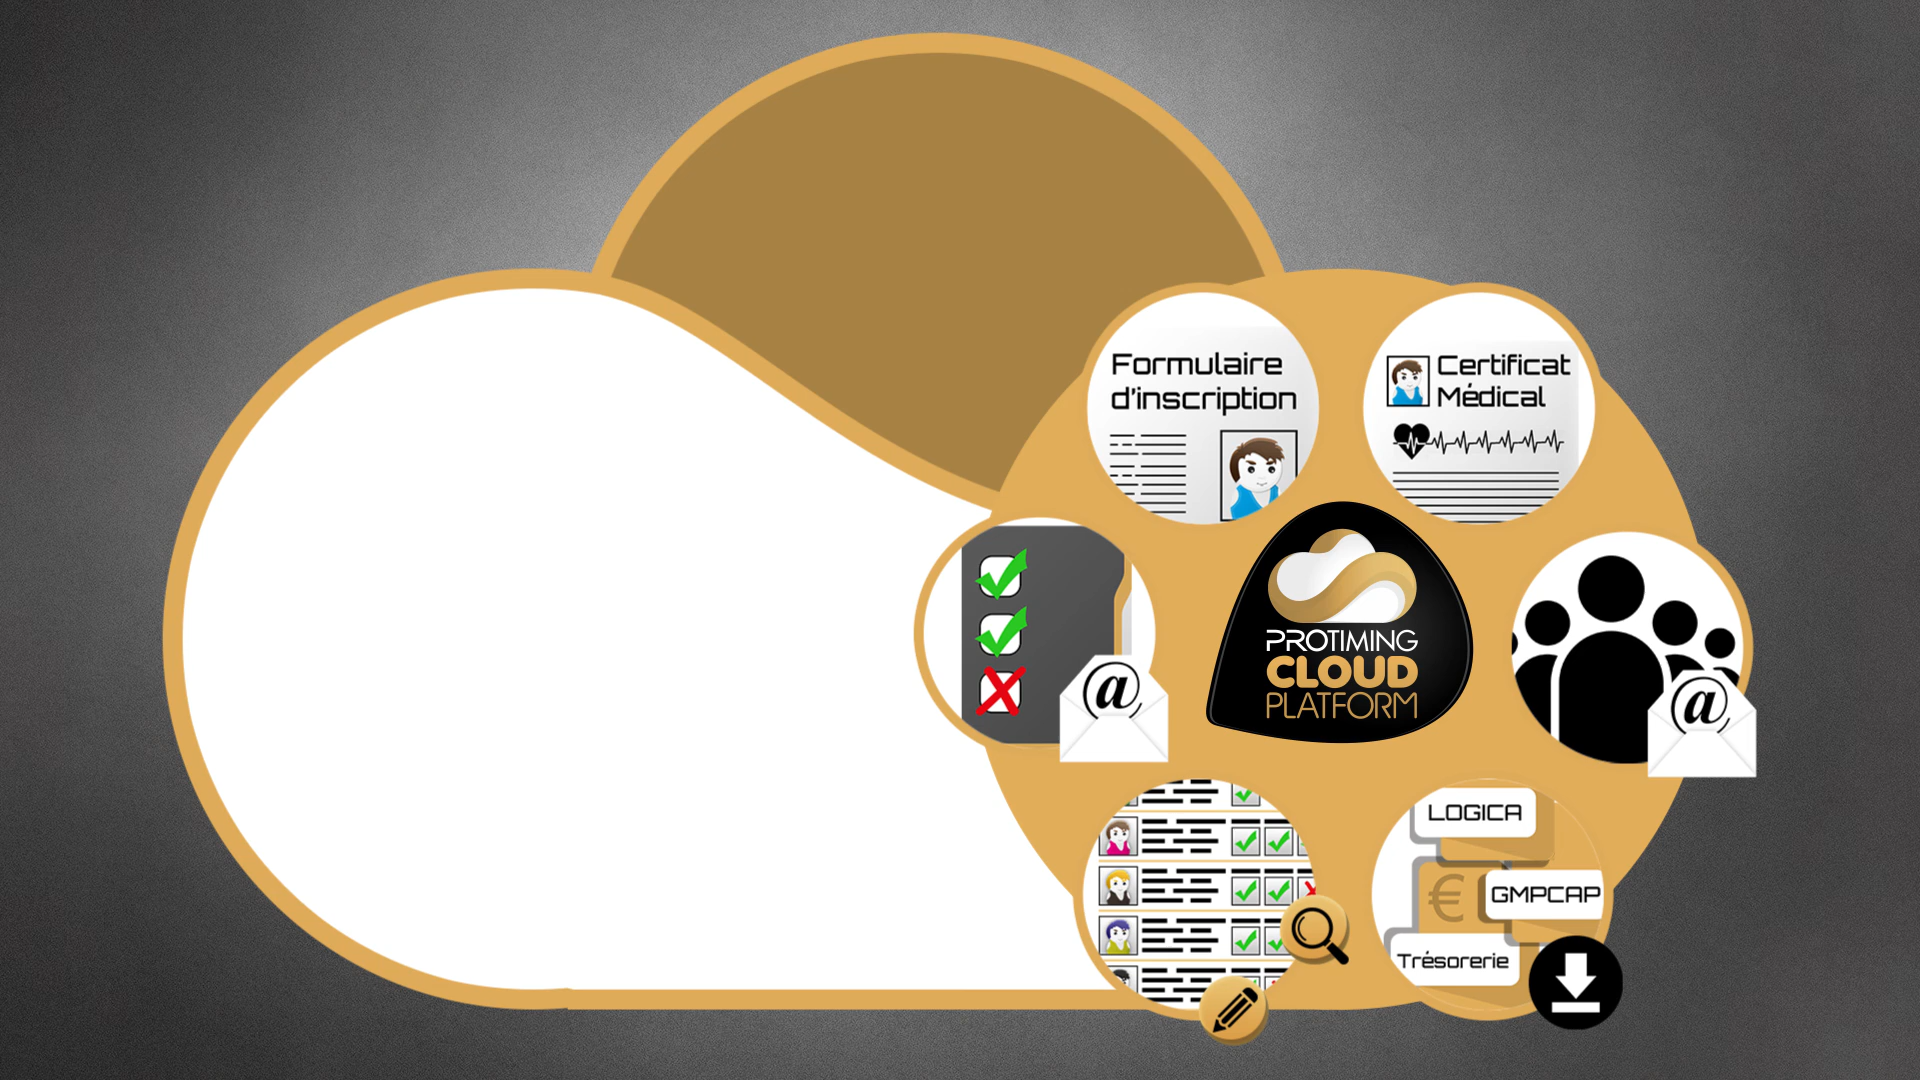 Formulaire
d'inscription
Certificat
Médical
@
PROTIMING
CLOUD
PLATFORM
@
LOGICA
€
GMPCAP
Trésorerie